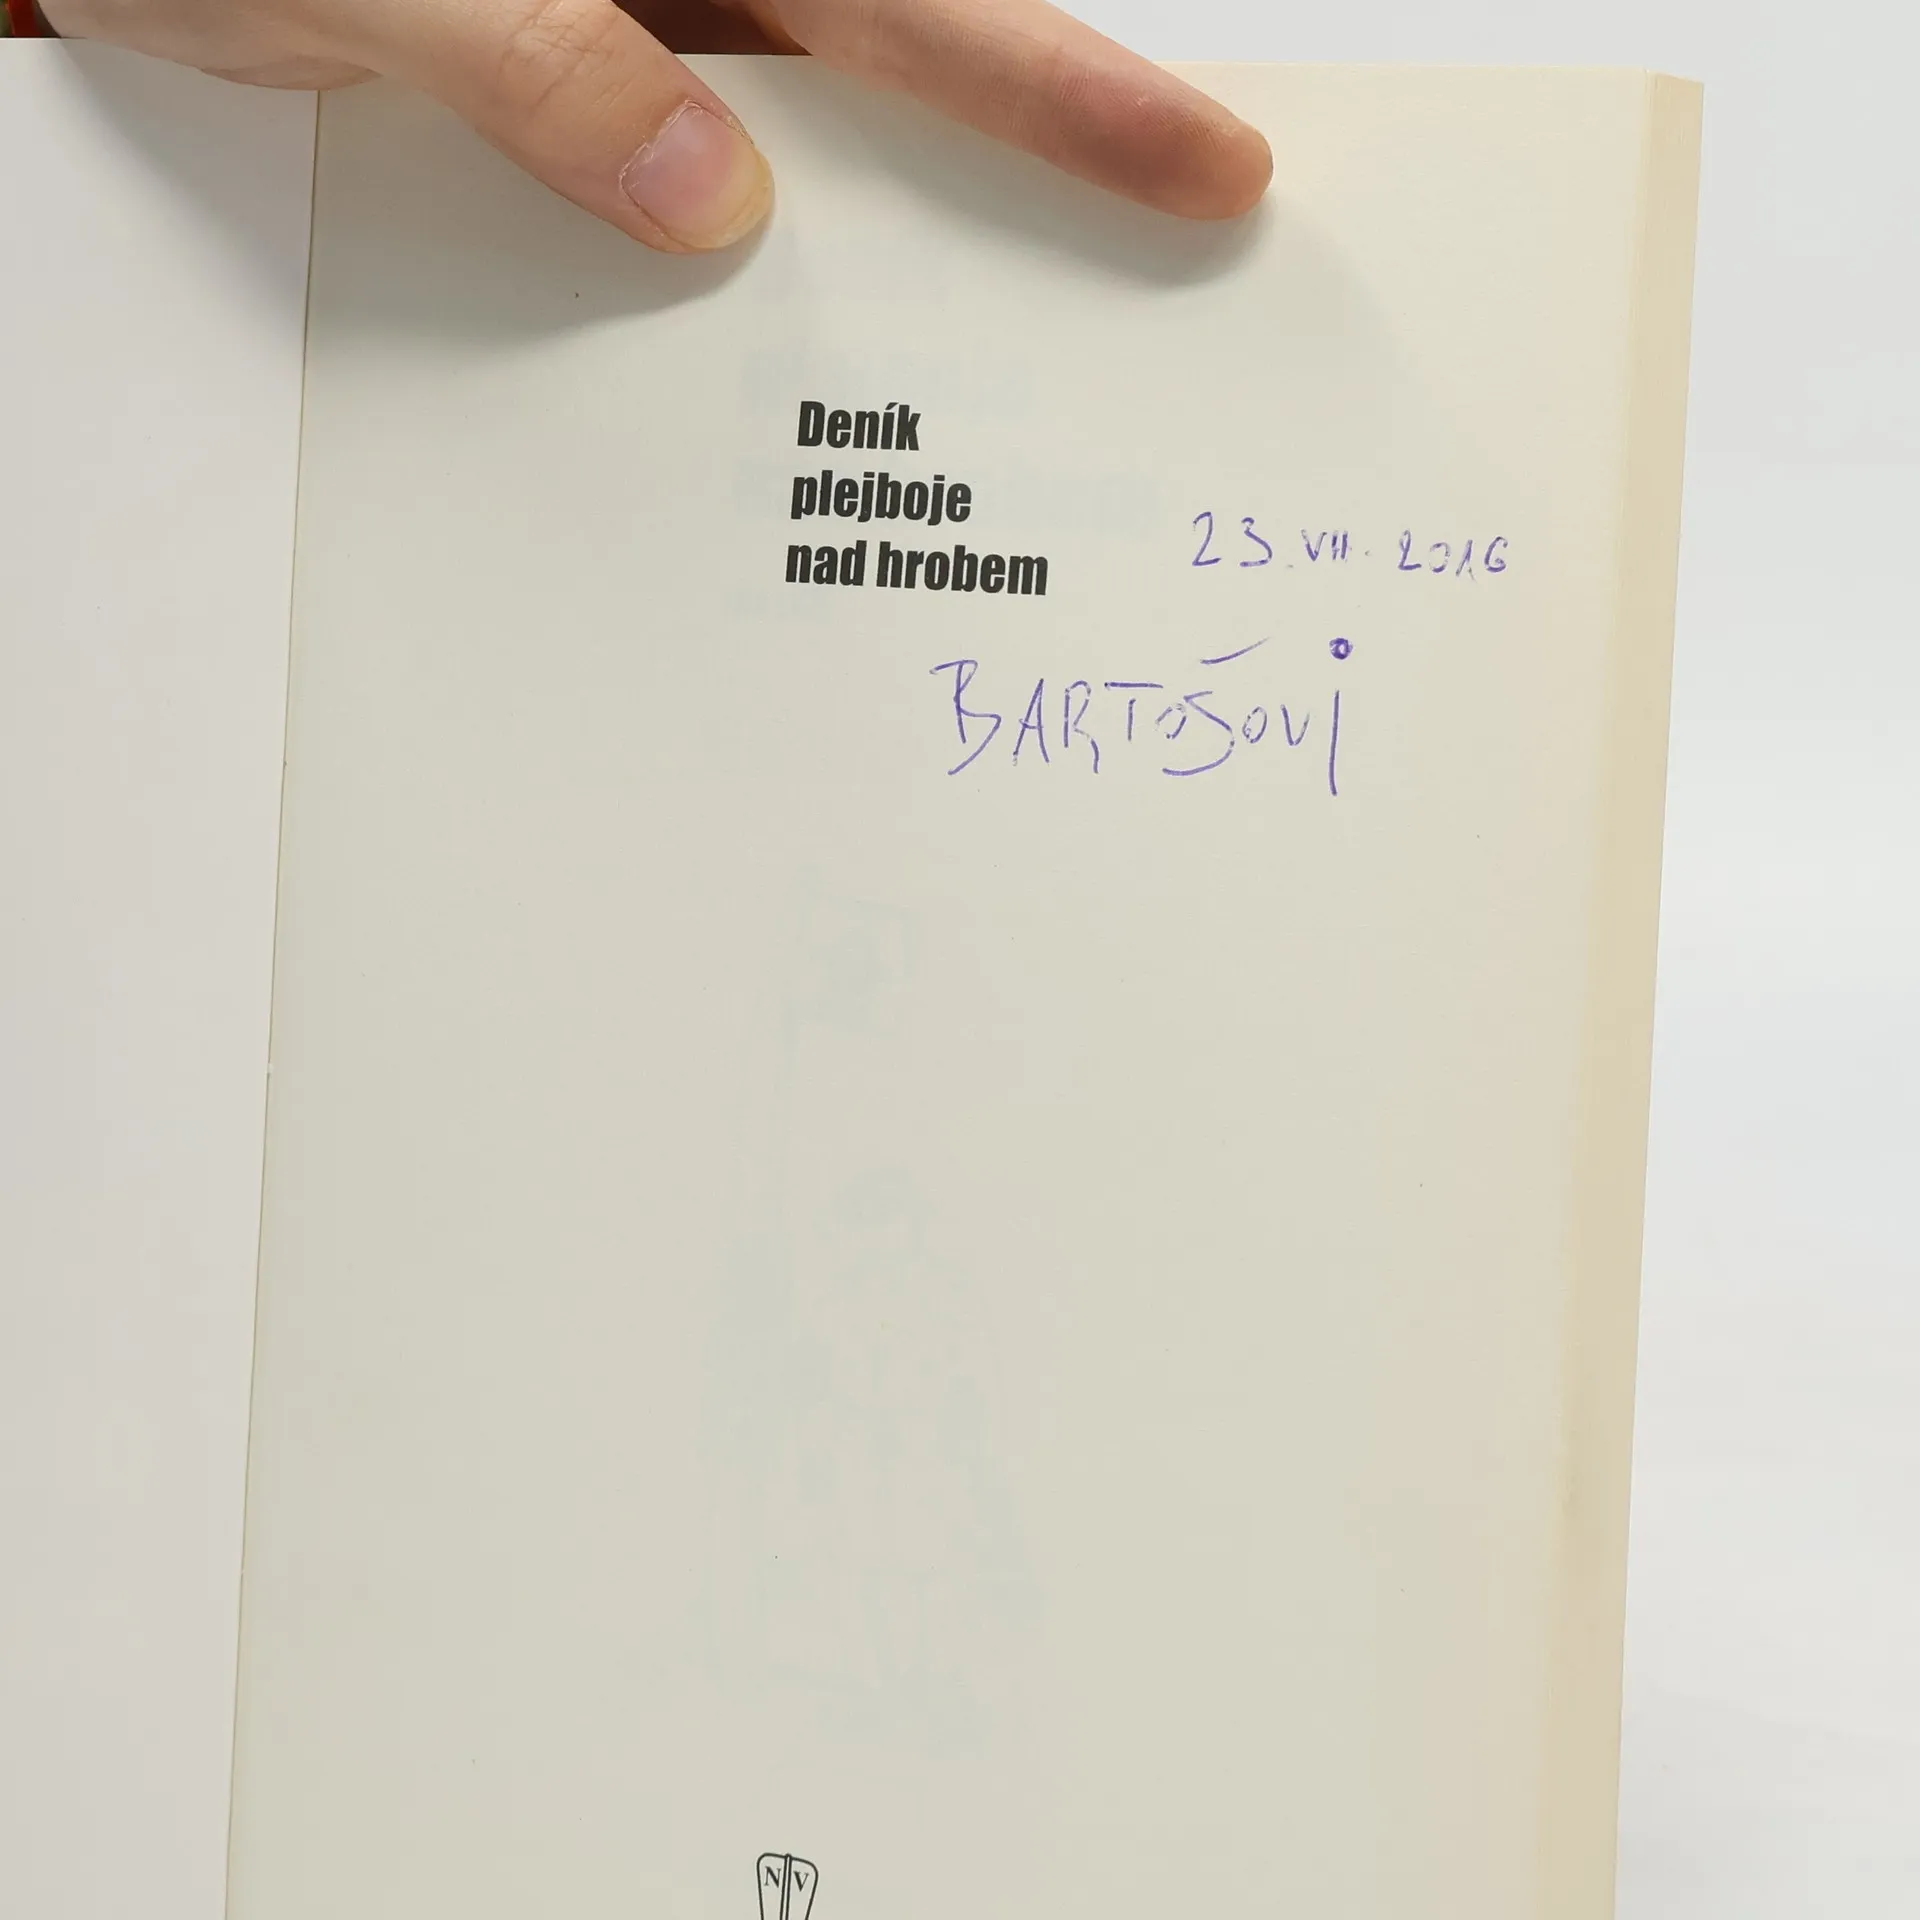 Deník
plejboje
nad hrobem
23.VII.2016
BARTOŠOVI
N V